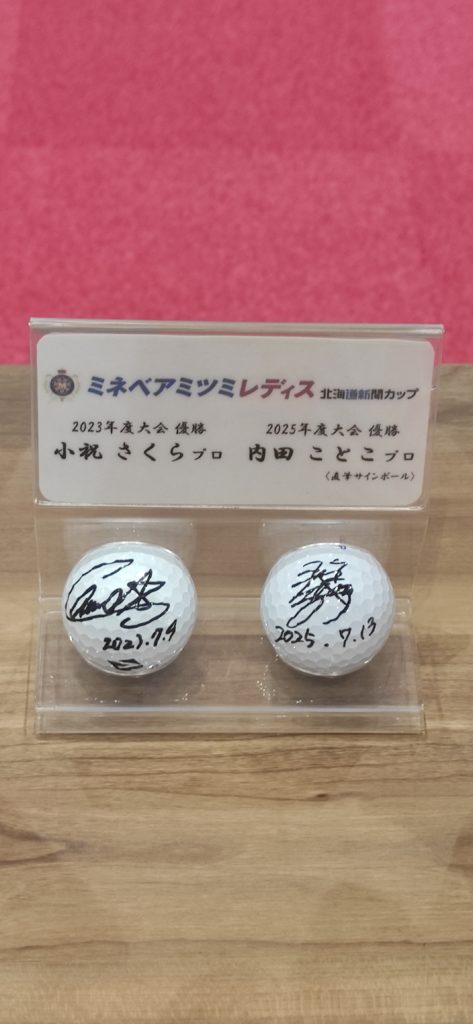 ミネベアミツミレディス 北海道新聞カップ
2023年度大会 優勝
小祝 さくらプロ
2025年度大会 優勝
内田 ことこプロ
〈直筆サインボール〉
2023.7.9
2025.7.13